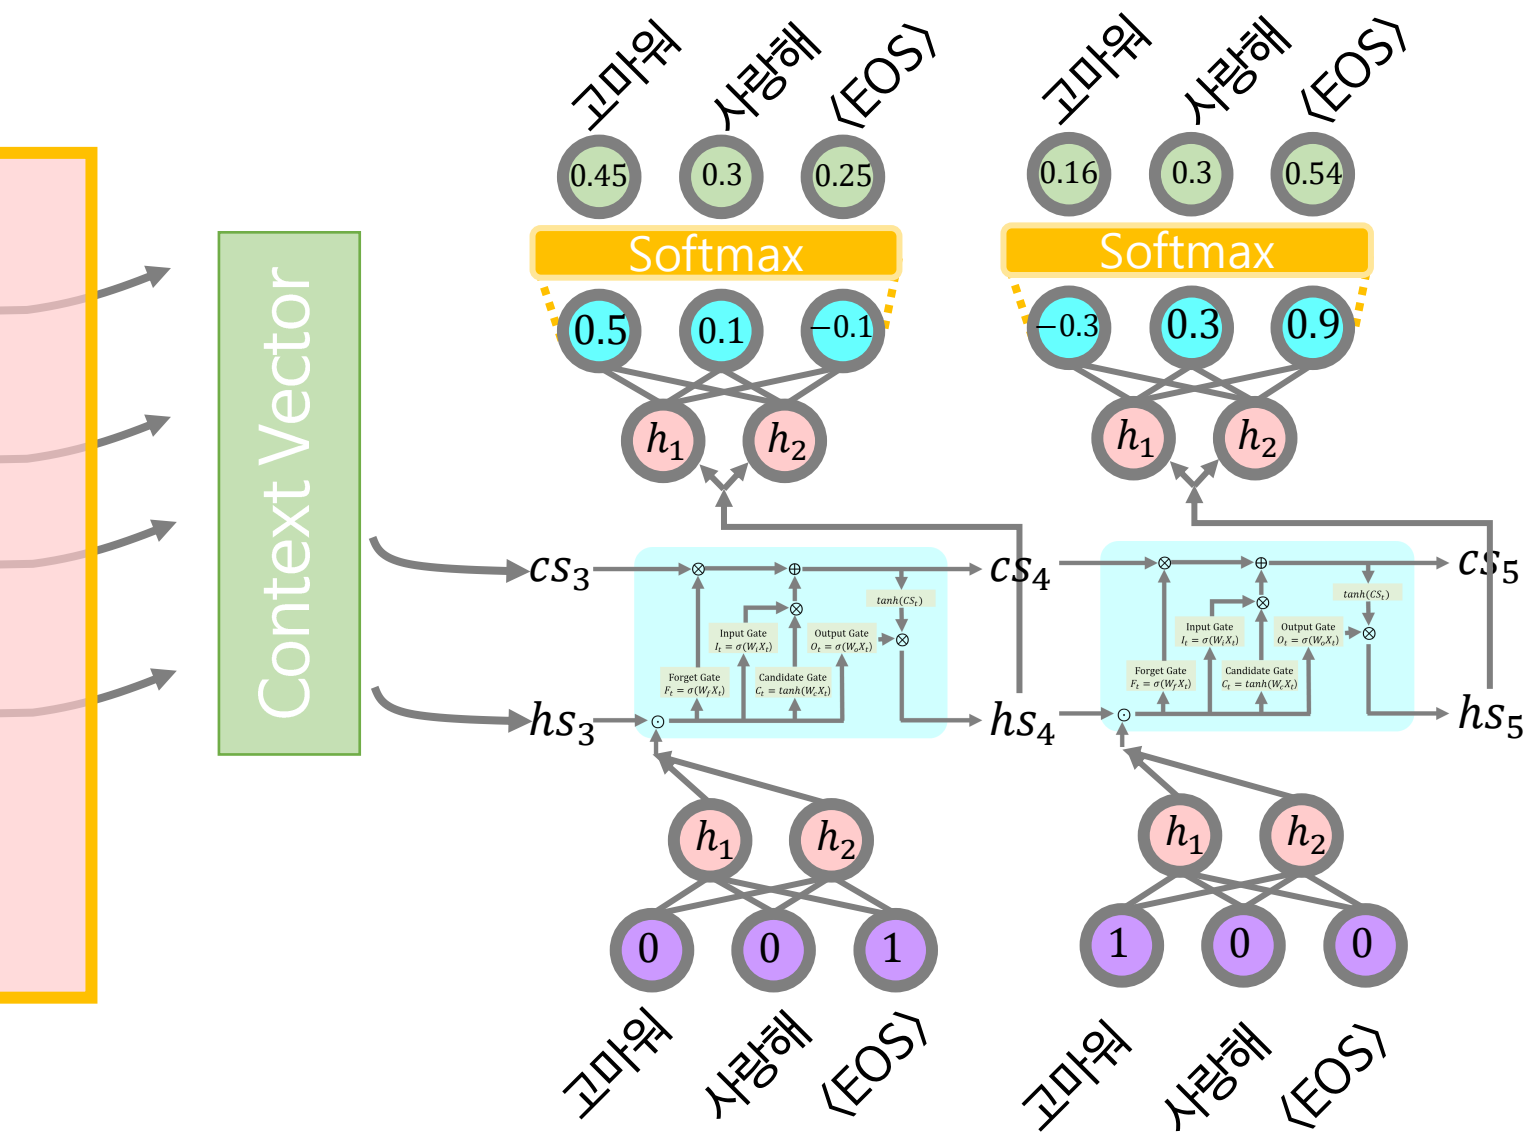 고마워 사랑해 〈EOS〉
고마워 사랑해 〈EOS〉
0.45 0.3 0.25
0.16 0.3 0.54
Softmax
Softmax
0.5 0.1 −0.1
−0.3 0.3 0.9
h₁ h₂
h₁ h₂
Context Vector
cs₃
cs₄
cs₅
tanh(CSₜ)
Input Gate
Iₜ = σ(WᵢXₜ)
Output Gate
Oₜ = σ(WₒXₜ)
Forget Gate
Fₜ = σ(W_fXₜ)
Candidate Gate
Cₜ = tanh(W_cXₜ)
tanh(CSₜ)
Input Gate
Iₜ = σ(WᵢXₜ)
Output Gate
Oₜ = σ(WₒXₜ)
Forget Gate
Fₜ = σ(W_fXₜ)
Candidate Gate
Cₜ = tanh(W_cXₜ)
hs₃
hs₄
hs₅
h₁ h₂
h₁ h₂
0 0 1
1 0 0
고마워 사랑해 〈EOS〉
고마워 사랑해 〈EOS〉